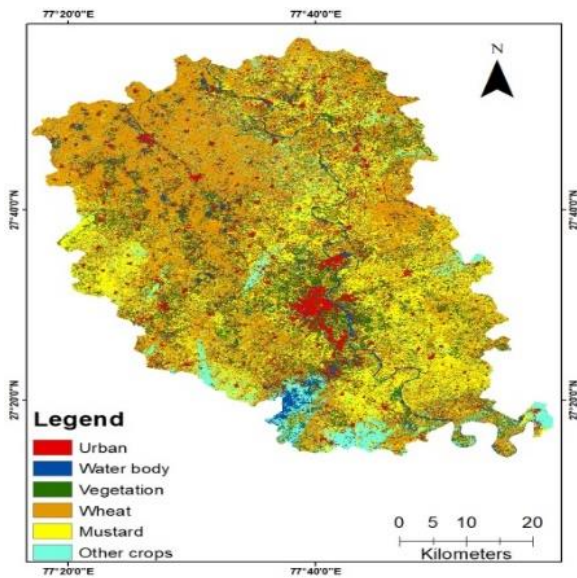 77°20'0"E
77°40'0"E
N
27°40'0"N
27°40'0"N
27°20'0"N
27°20'0"N
Legend
Urban
Water body
Vegetation
Wheat
Mustard
Other crops
0 5 10 20
Kilometers
77°20'0"E
77°40'0"E